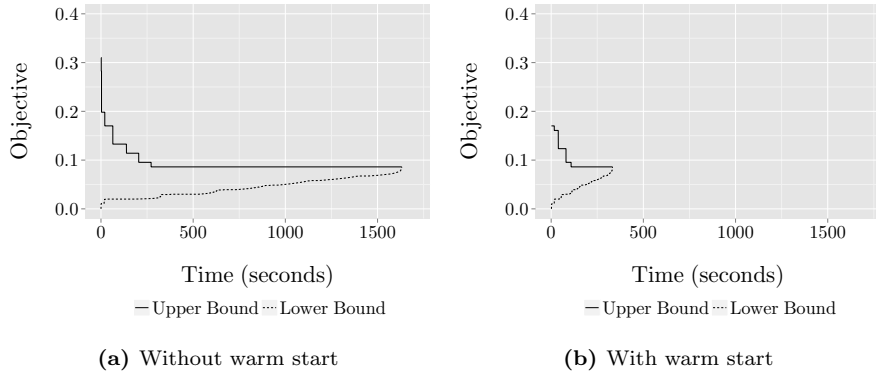 0.4
0.3
0.2
0.1
0.0
Objective
0 500 1000 1500
Time (seconds)
Upper Bound Lower Bound
(a) Without warm start
0.4
0.3
0.2
0.1
0.0
Objective
0 500 1000 1500
Time (seconds)
Upper Bound Lower Bound
(b) With warm start